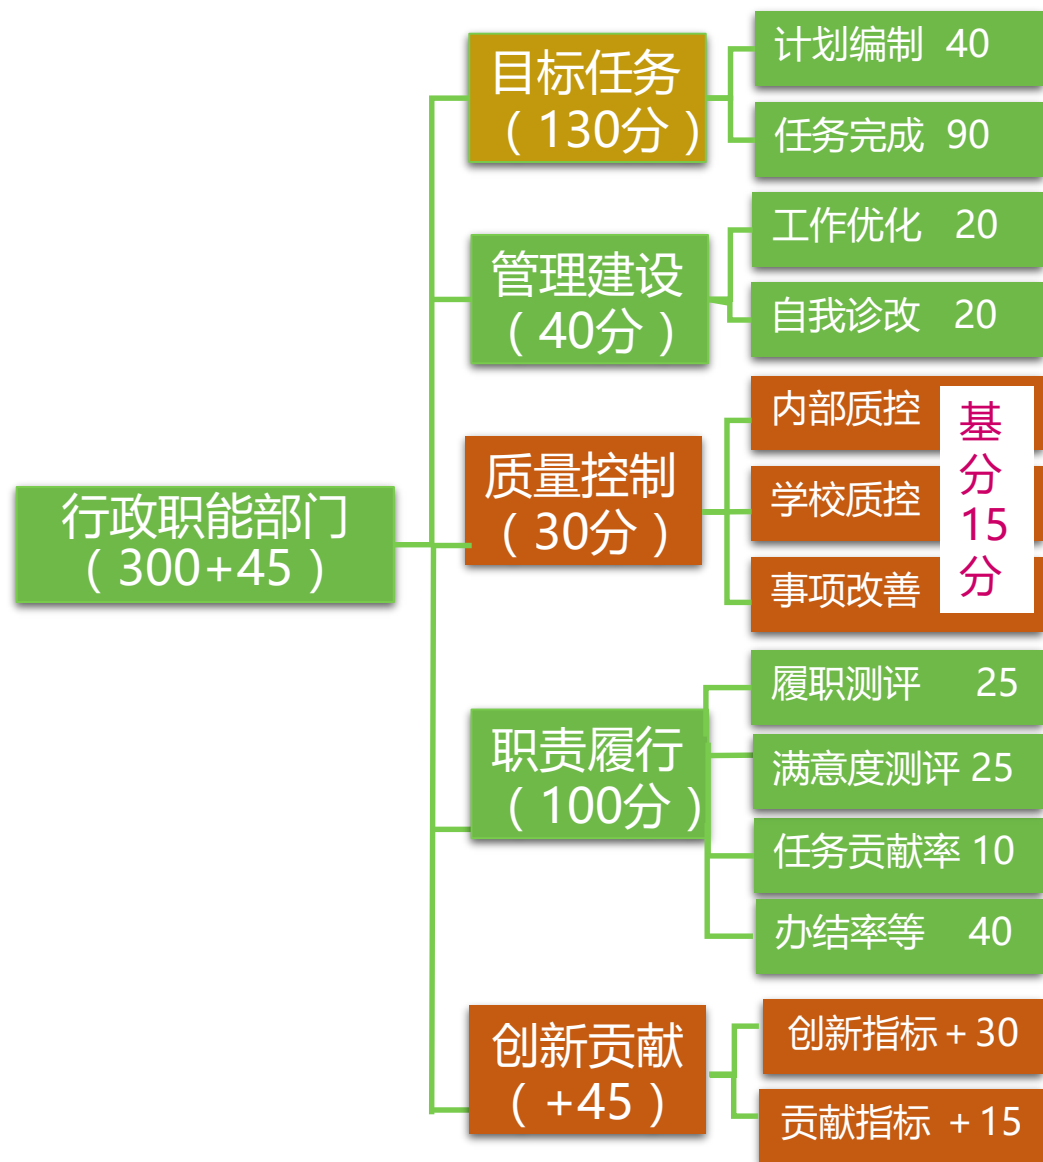 行政职能部门
（300+45）
目标任务
（130分）
计划编制 40
任务完成 90
管理建设
（40分）
工作优化 20
自我诊改 20
质量控制
（30分）
内部质控
学校质控
事项改善
基
分
15
分
职责履行
（100分）
履职测评 25
满意度测评 25
任务贡献率 10
办结率等 40
创新贡献
（+45）
创新指标 + 30
贡献指标 + 15